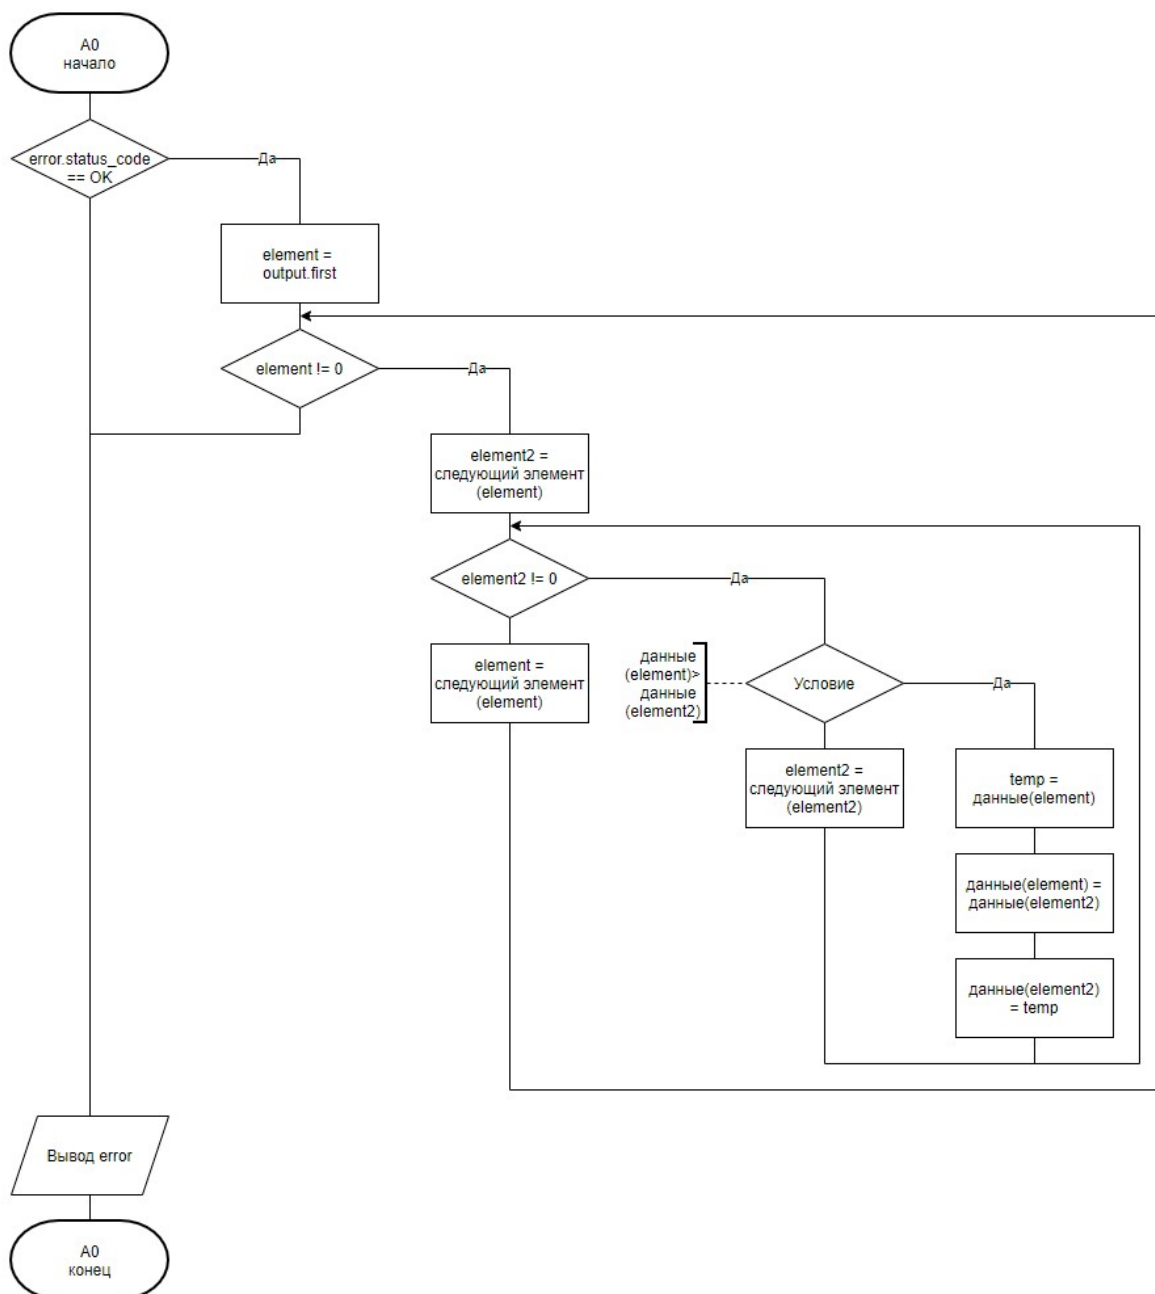 A0
начало
error.status_code
== OK
Да
element =
output.first
element != 0
Да
element2 =
следующий элемент
(element)
element2 != 0
Да
element =
следующий элемент
(element)
данные
(element)>
данные
(element2)
Условие
Да
element2 =
следующий элемент
(element2)
temp =
данные(element)
данные(element) =
данные(element2)
данные(element2)
= temp
Вывод error
A0
конец